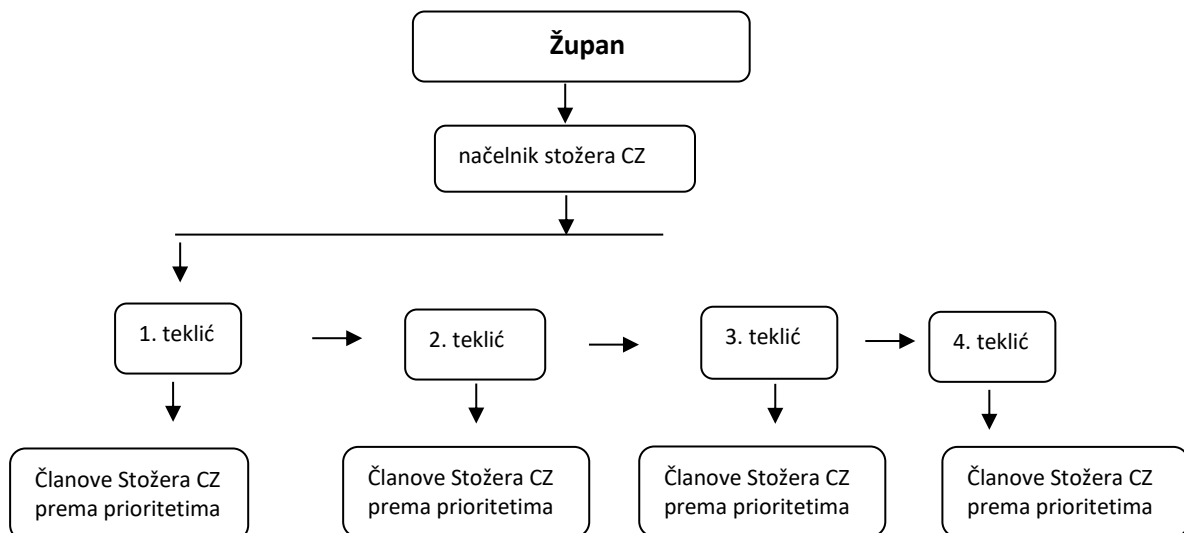 Župan
načelnik stožera CZ
1. teklić
2. teklić
3. teklić
4. teklić
Članove Stožera CZ
prema prioritetima
Članove Stožera CZ
prema prioritetima
Članove Stožera CZ
prema prioritetima
Članove Stožera CZ
prema prioritetima